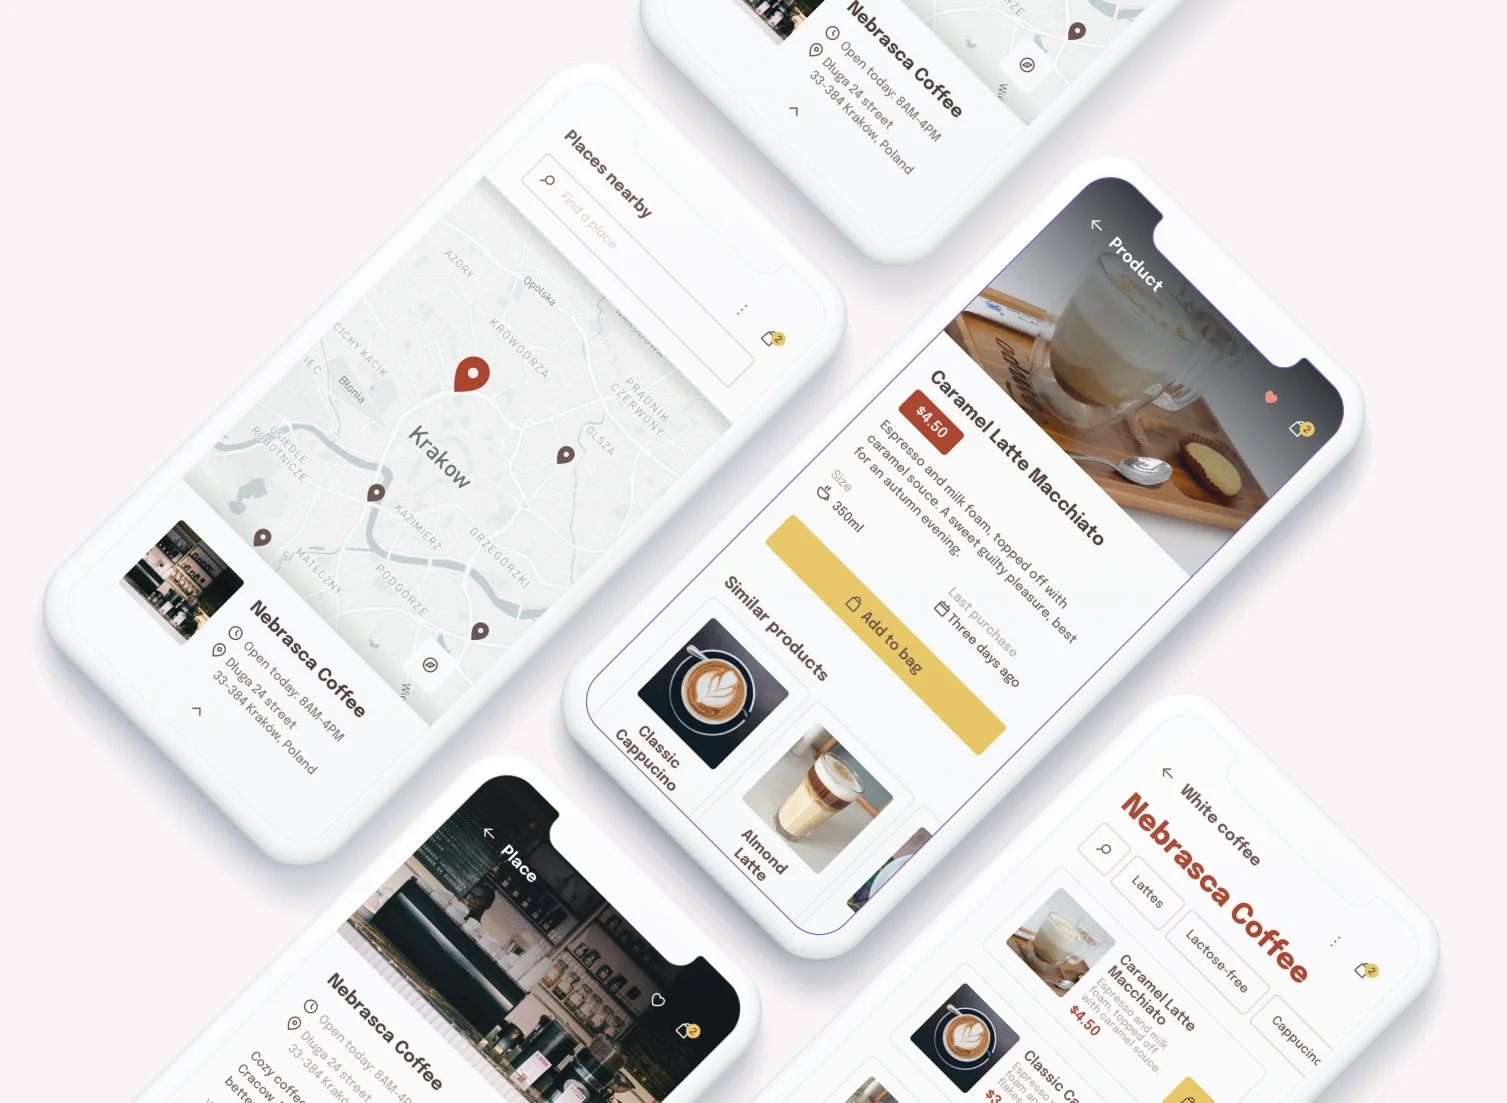 Nebrasca Coffee
Open today: 8AM-4PM
Długa 24 street
33-384 Kraków, Poland
Places nearby
Find a place
2
AZORY
Opolska
KROWODRZA
CICHY KĄCIK
Błonia
PRĄDNIK
CZERWONY
OLSZA
OSIEDLE
ROBOTNICZE
Krakow
KAZIMIERZ
GRZEGÓRZKI
MATECZNY
PODGÓRZE
Nebrasca Coffee
Open today: 8AM-4PM
Długa 24 street
33-384 Kraków, Poland
Product
2
Caramel Latte Macchiato
$4.50
Espresso and milk foam, topped off with
caramel souce. A sweet guilty pleasure, best
for an autumn evening.
Size
350ml
Last purchase
Three days ago
Add to bag
Similar products
Classic
Cappucino
Almond
Latte
Place
2
Nebrasca Coffee
Open today: 8AM-4P
Długa 24 street
33-384 Kraków, Po
Cozy coffee
Cracow.
bette
White coffee
2
Nebrasca Coffee
Lattes
Lactose-free
Cappucinc
Caramel Latte
Macchiato
Espresso and milk
foam, topped off
with caramel souce.
$4.50
Classic Ca
Espresso
foam
flakes